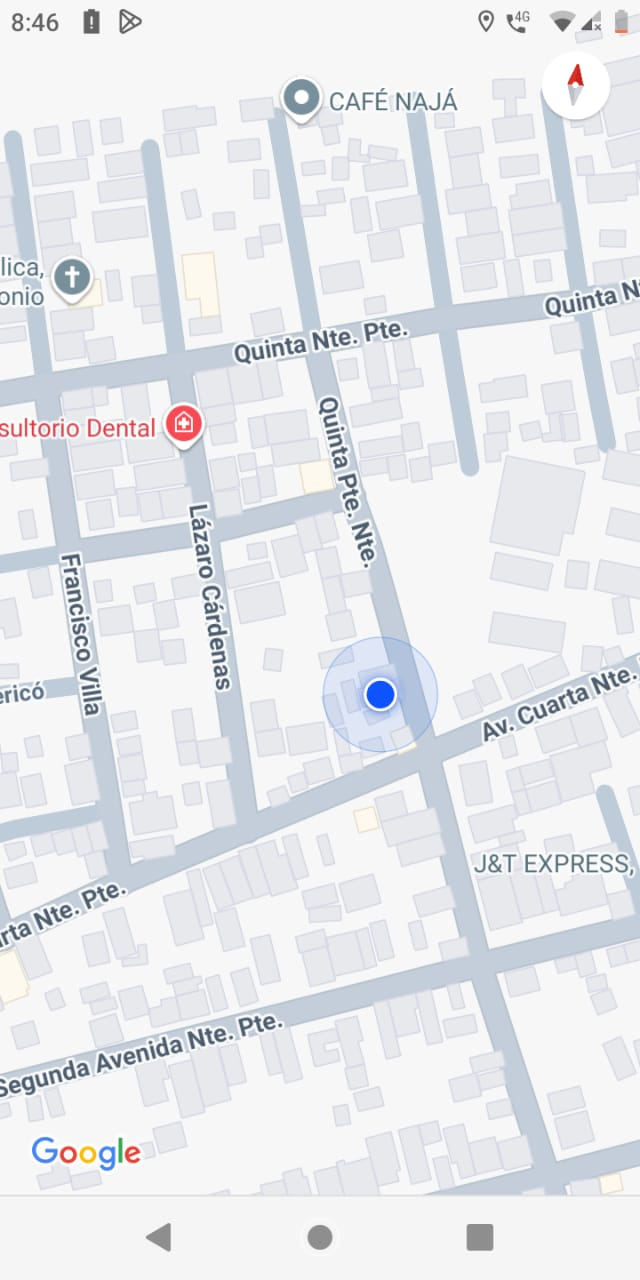 8:46
4G
CAFÉ NAJÁ
lica,
onio
Quinta Nt
Quinta Nte. Pte.
sultorio Dental
Quinta Pte. Nte.
Lázaro Cárdenas
Francisco Villa
ericó
Av. Cuarta Nte.
J&T EXPRESS,
arta Nte. Pte.
Segunda Avenida Nte. Pte.
Google